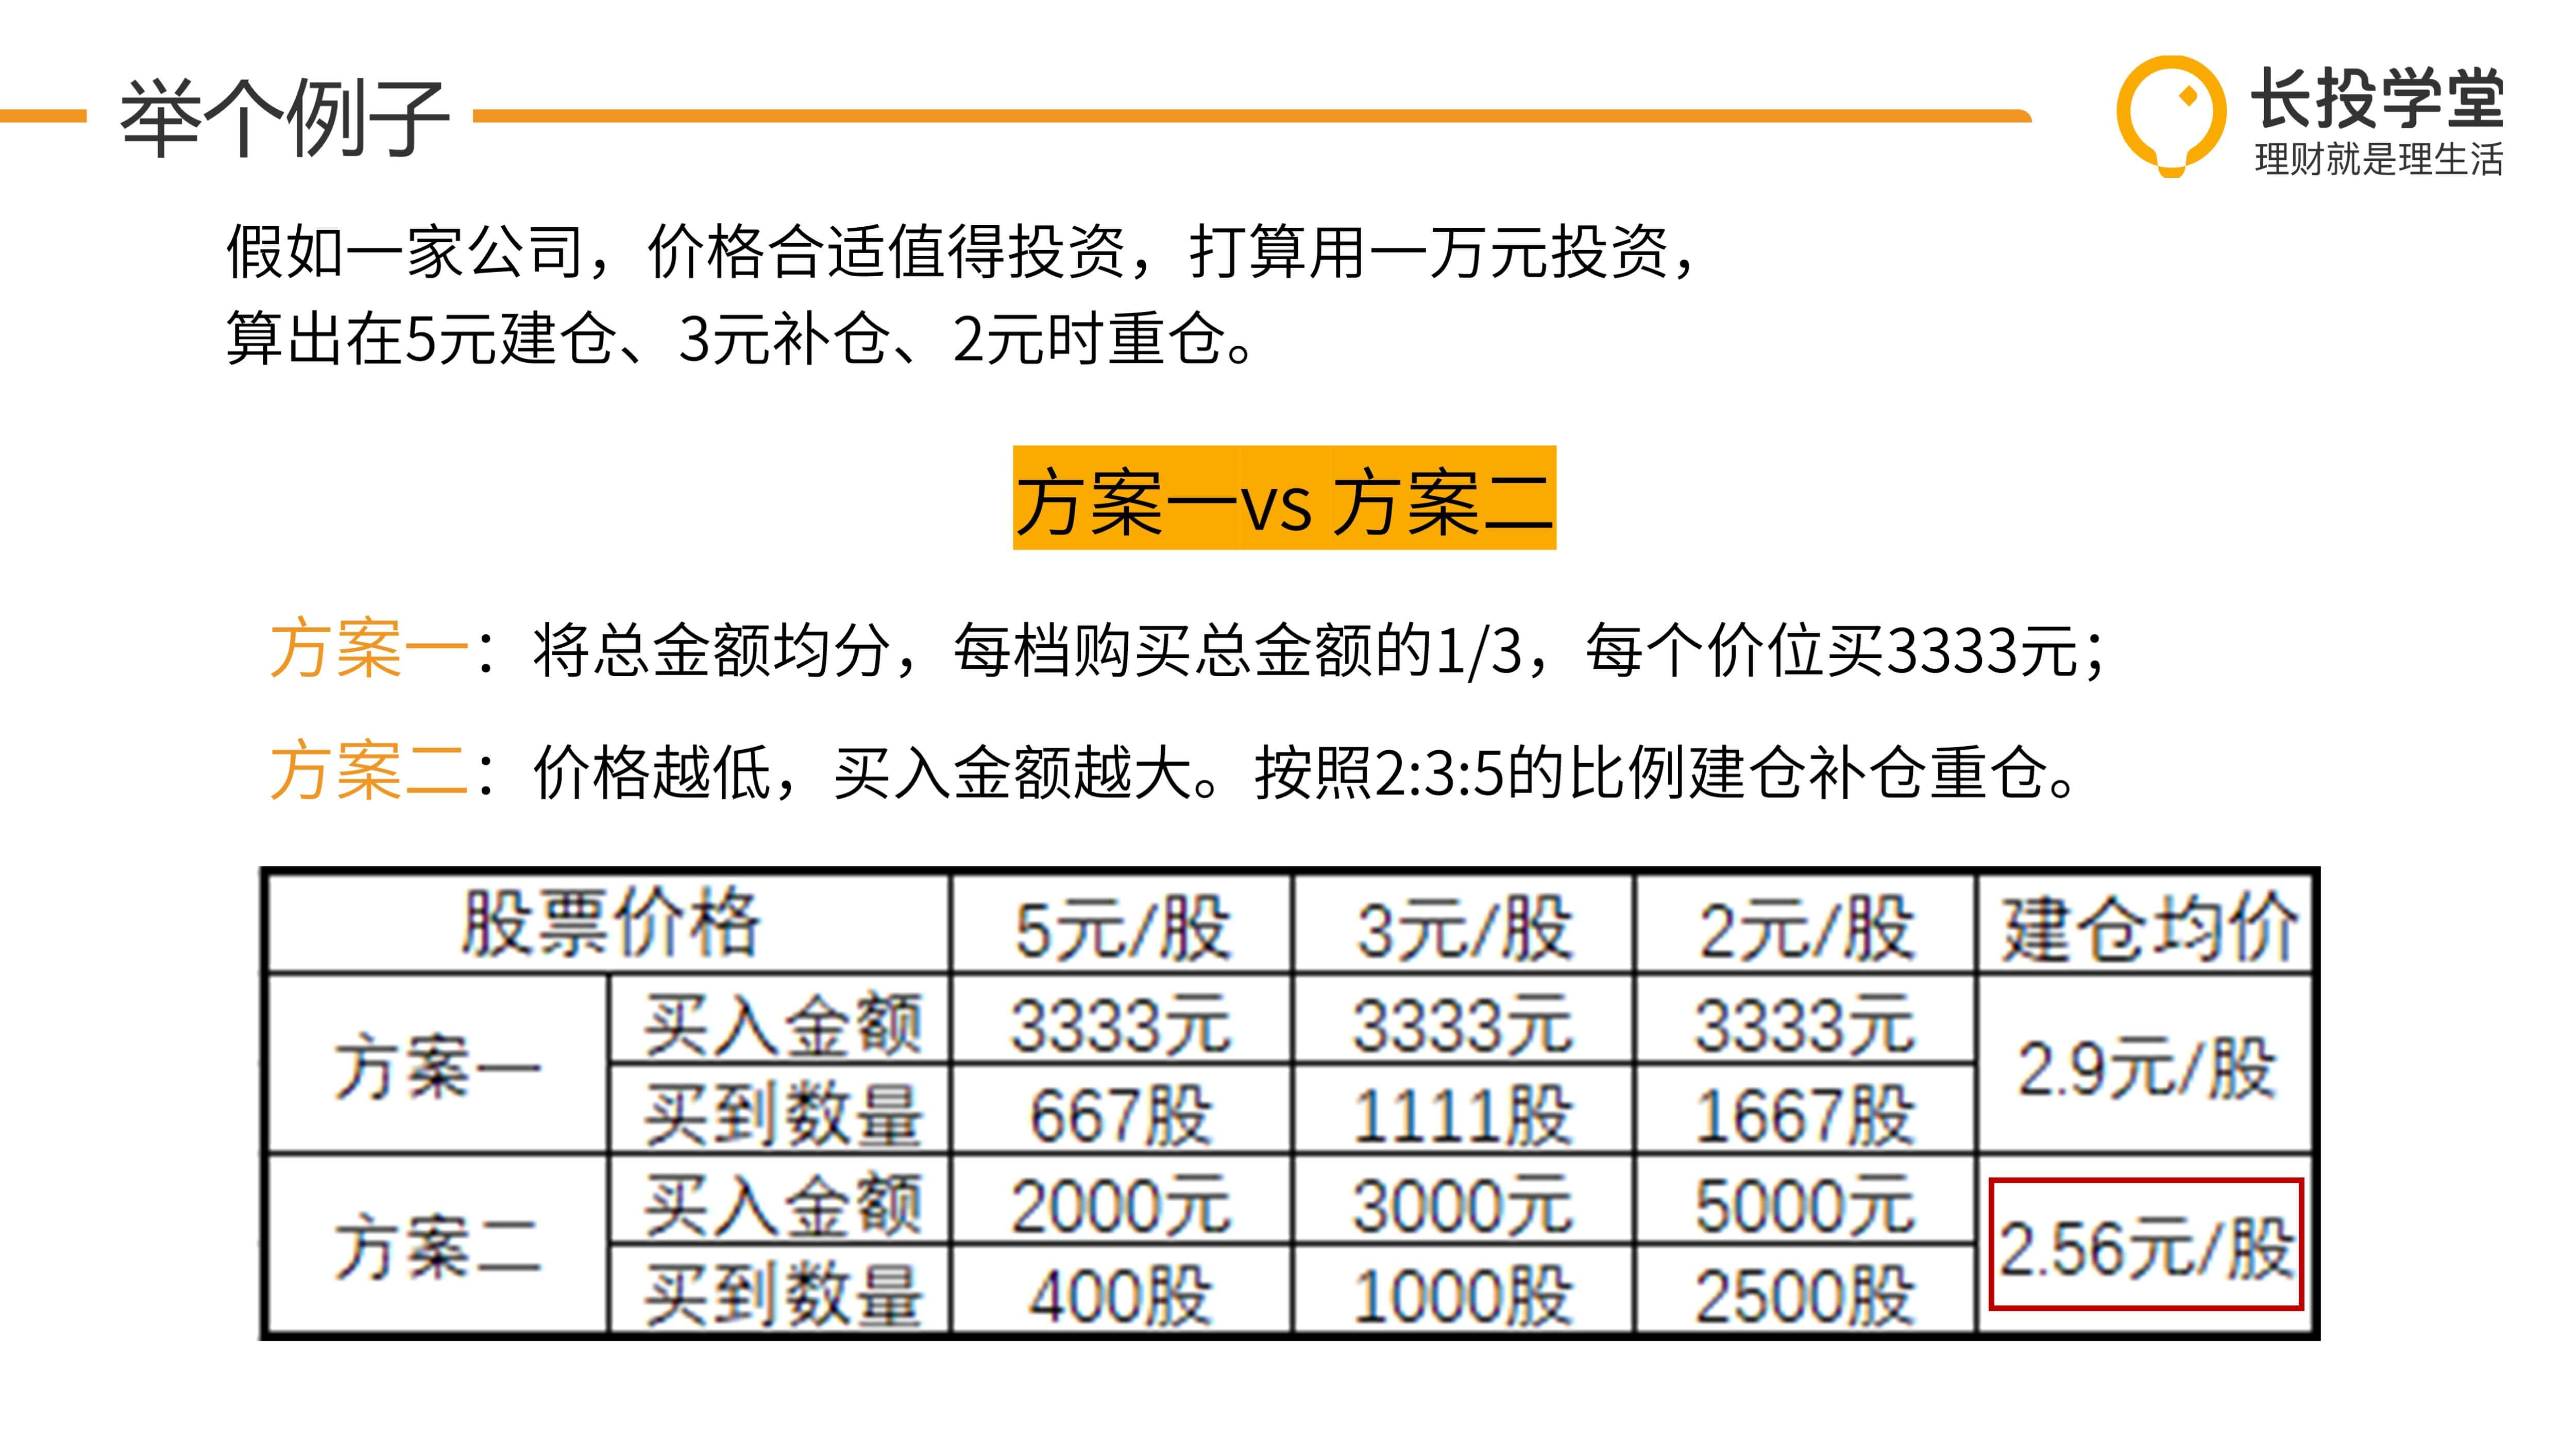 举个例子
长投学堂
理财就是理生活
假如一家公司，价格合适值得投资，打算用一万元投资，
算出在5元建仓、3元补仓、2元时重仓。
方案一vs 方案二
方案一：将总金额均分，每档购买总金额的1/3，每个价位买3333元；
方案二：价格越低，买入金额越大。按照2:3:5的比例建仓补仓重仓。
股票价格 5元/股 3元/股 2元/股 建仓均价
方案一 买入金额 3333元 3333元 3333元 2.9元/股
买到数量 667股 1111股 1667股
方案二 买入金额 2000元 3000元 5000元 2.56元/股
买到数量 400股 1000股 2500股